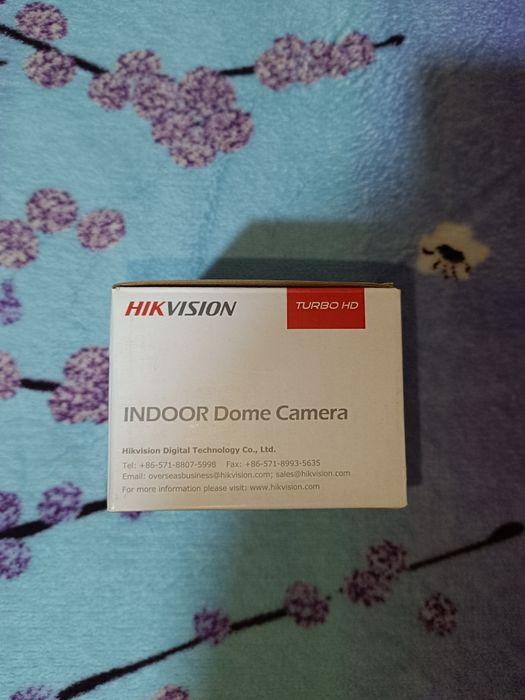 HIKVISION
TURBO HD
INDOOR Dome Camera
Hikvision Digital Technology Co., Ltd.
Tel: +86-571-8807-5998 Fax: +86-571-8993-5635
Email: overseasbusiness@hikvision.com; sales@hikvision.com
For more information please visit: www.hikvision.com